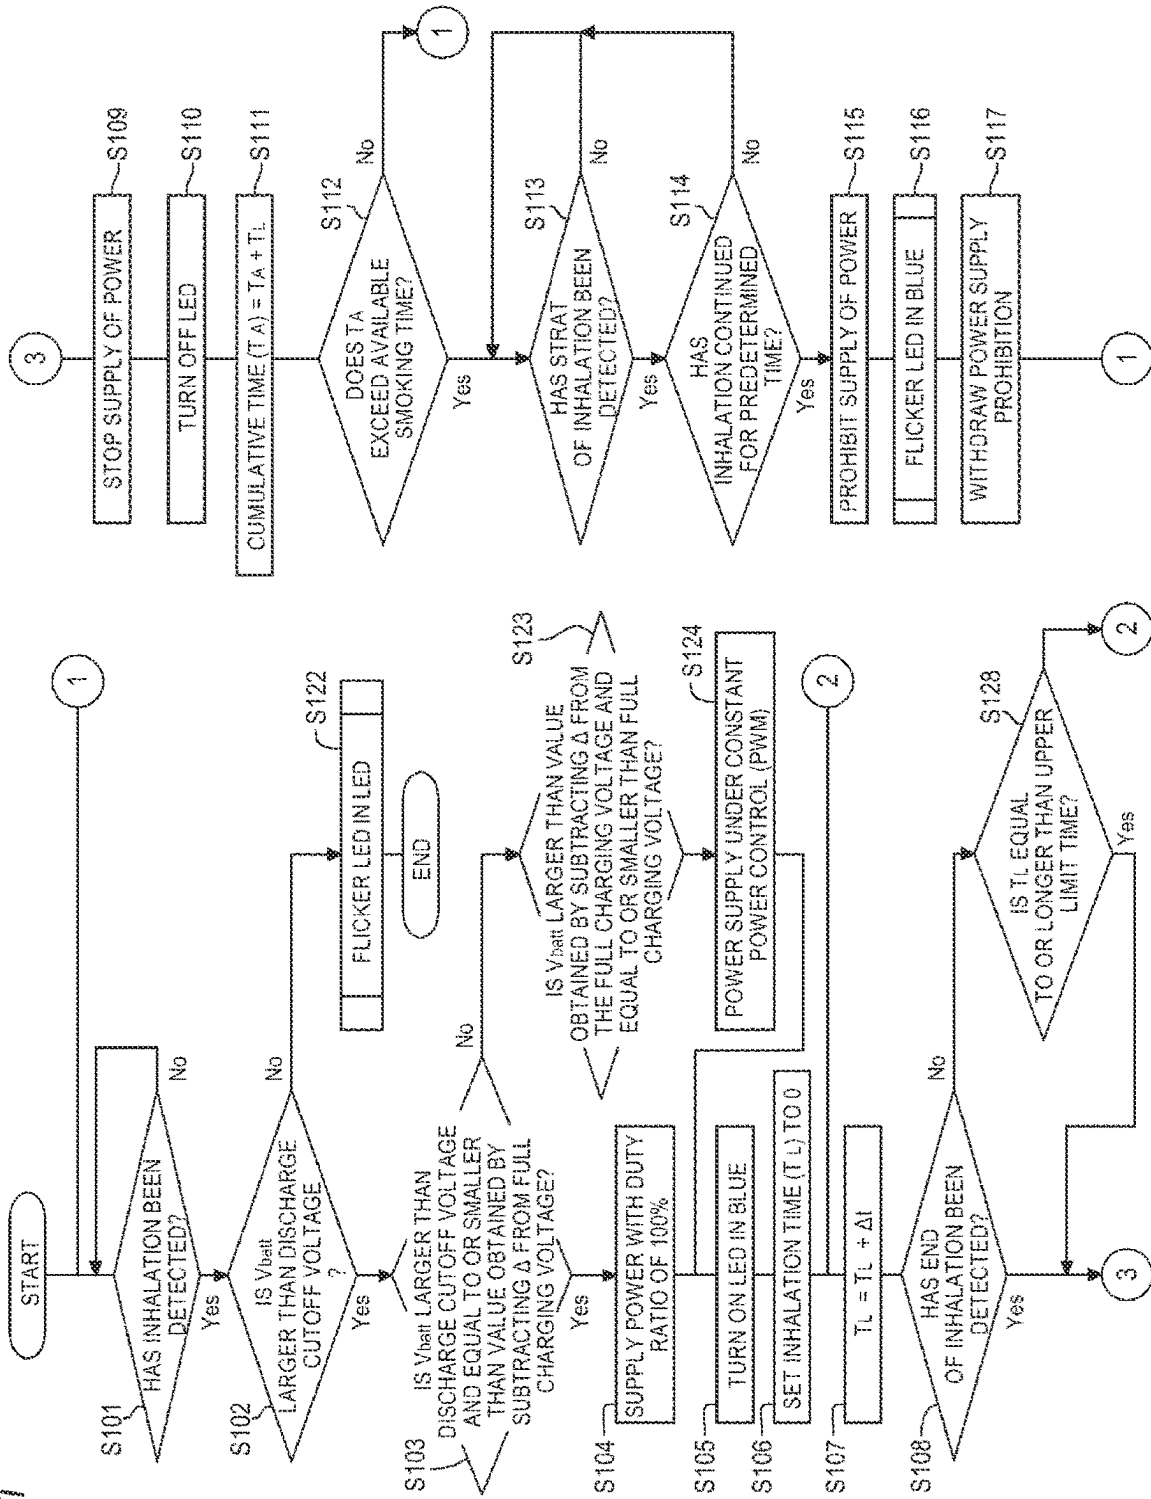 START
1
HAS INHALATION BEEN
DETECTED?
S101
No
Yes
IS Vbatt
LARGER THAN DISCHARGE
CUTOFF VOLTAGE
?
S102
No
Yes
FLICKER LED IN LED
S122
END
IS Vbatt LARGER THAN
DISCHARGE CUTOFF VOLTAGE
AND EQUAL TO OR SMALLER
THAN VALUE OBTAINED BY
SUBTRACTING Δ FROM FULL
CHARGING VOLTAGE?
S103
No
Yes
IS Vbatt LARGER THAN VALUE
OBTAINED BY SUBTRACTING Δ FROM
THE FULL CHARGING VOLTAGE AND
EQUAL TO OR SMALLER THAN FULL
CHARGING VOLTAGE?
S123
SUPPLY POWER WITH DUTY
RATIO OF 100%
S104
POWER SUPPLY UNDER CONSTANT
POWER CONTROL (PWM)
S124
TURN ON LED IN BLUE
S105
SET INHALATION TIME (TL) TO 0
S106
2
TL = TL + Δt
S107
HAS END
OF INHALATION BEEN
DETECTED?
S108
No
Yes
IS TL EQUAL
TO OR LONGER THAN UPPER
LIMIT TIME?
S128
Yes
2
3
3
STOP SUPPLY OF POWER
S109
TURN OFF LED
S110
CUMULATIVE TIME (TA) = TA + TL
S111
DOES TA
EXCEED AVAILABLE
SMOKING TIME?
S112
No
1
Yes
HAS STRAT
OF INHALATION BEEN
DETECTED?
S113
No
Yes
HAS
INHALATION CONTINUED
FOR PREDETERMINED
TIME?
S114
No
Yes
PROHIBIT SUPPLY OF POWER
S115
FLICKER LED IN BLUE
S116
WITHDRAW POWER SUPPLY
PROHIBITION
S117
1